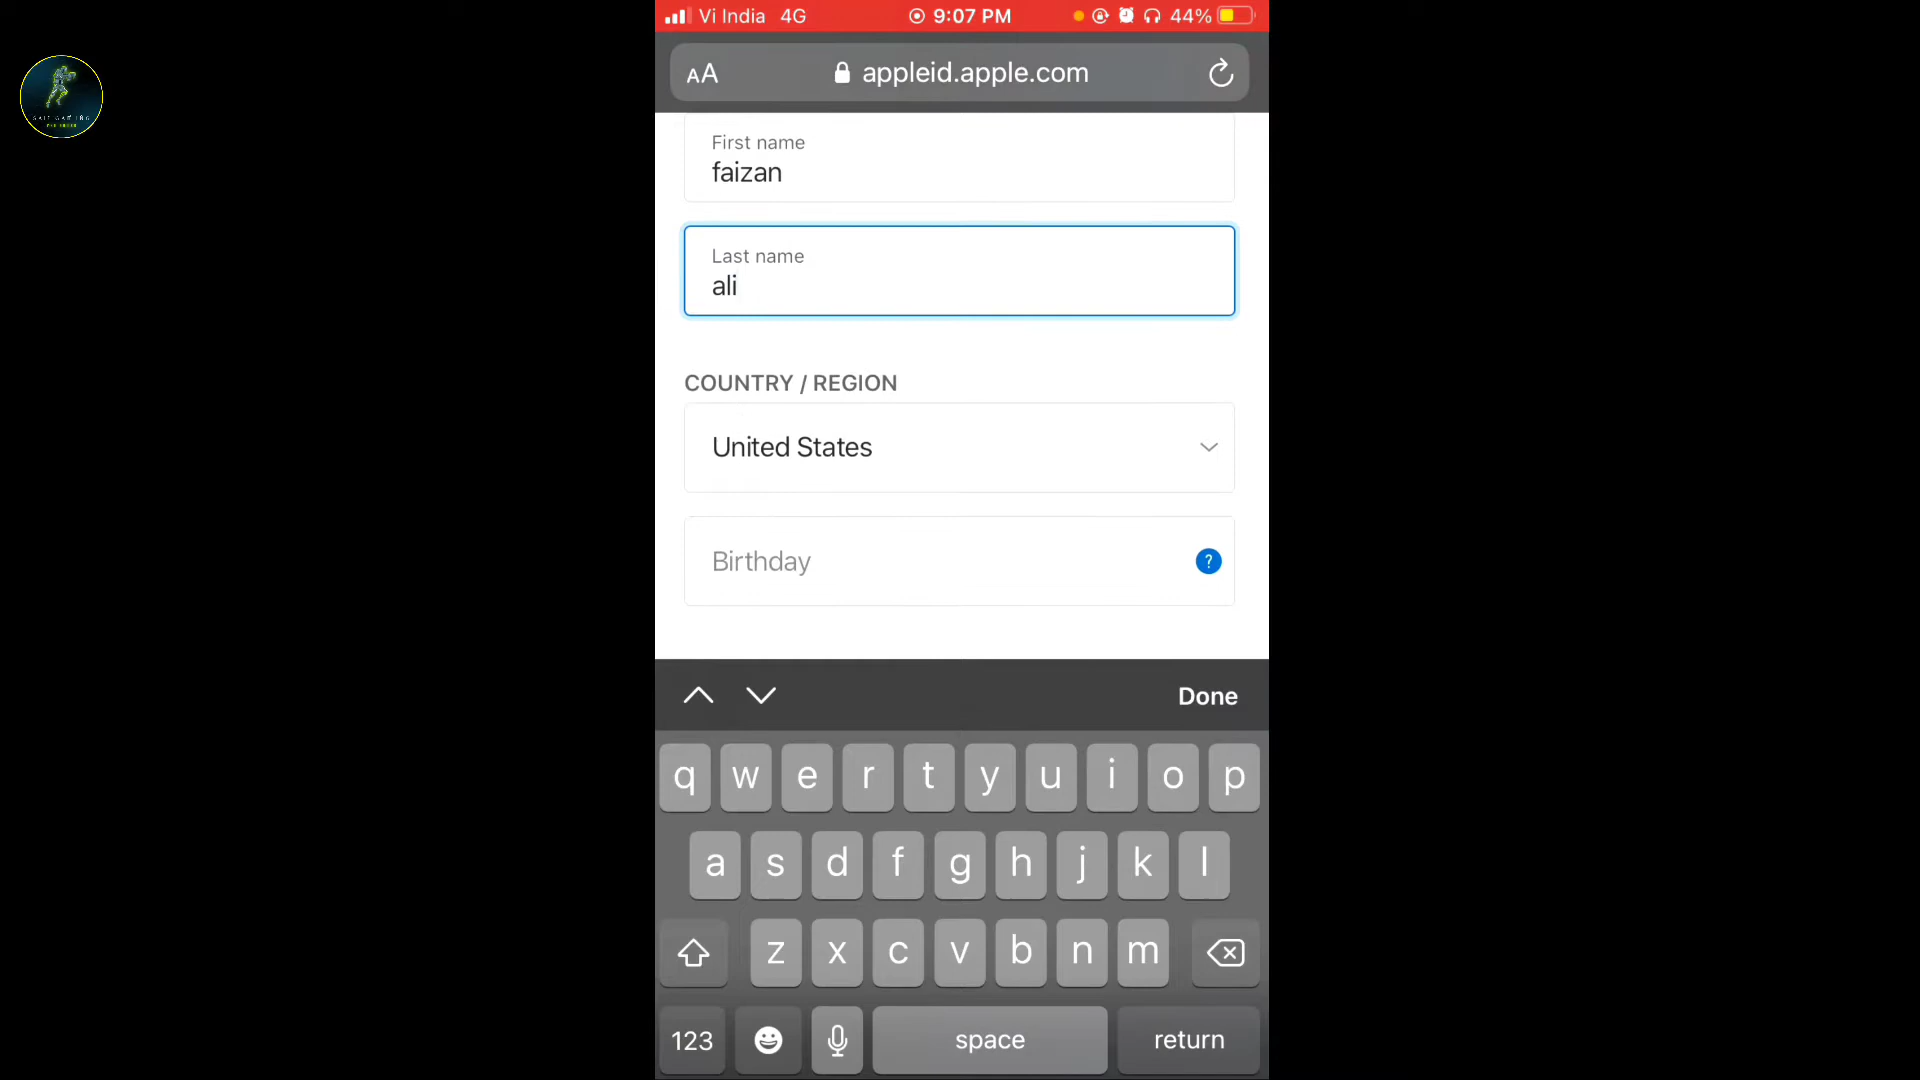 Vi India 4G 9:07 PM 44%
AA appleid.apple.com
First name
faizan
Last name
ali
COUNTRY / REGION
United States
Birthday ?
Done
q w e r t y u i o p
a s d f g h j k l
z x c v b n m
123 space return